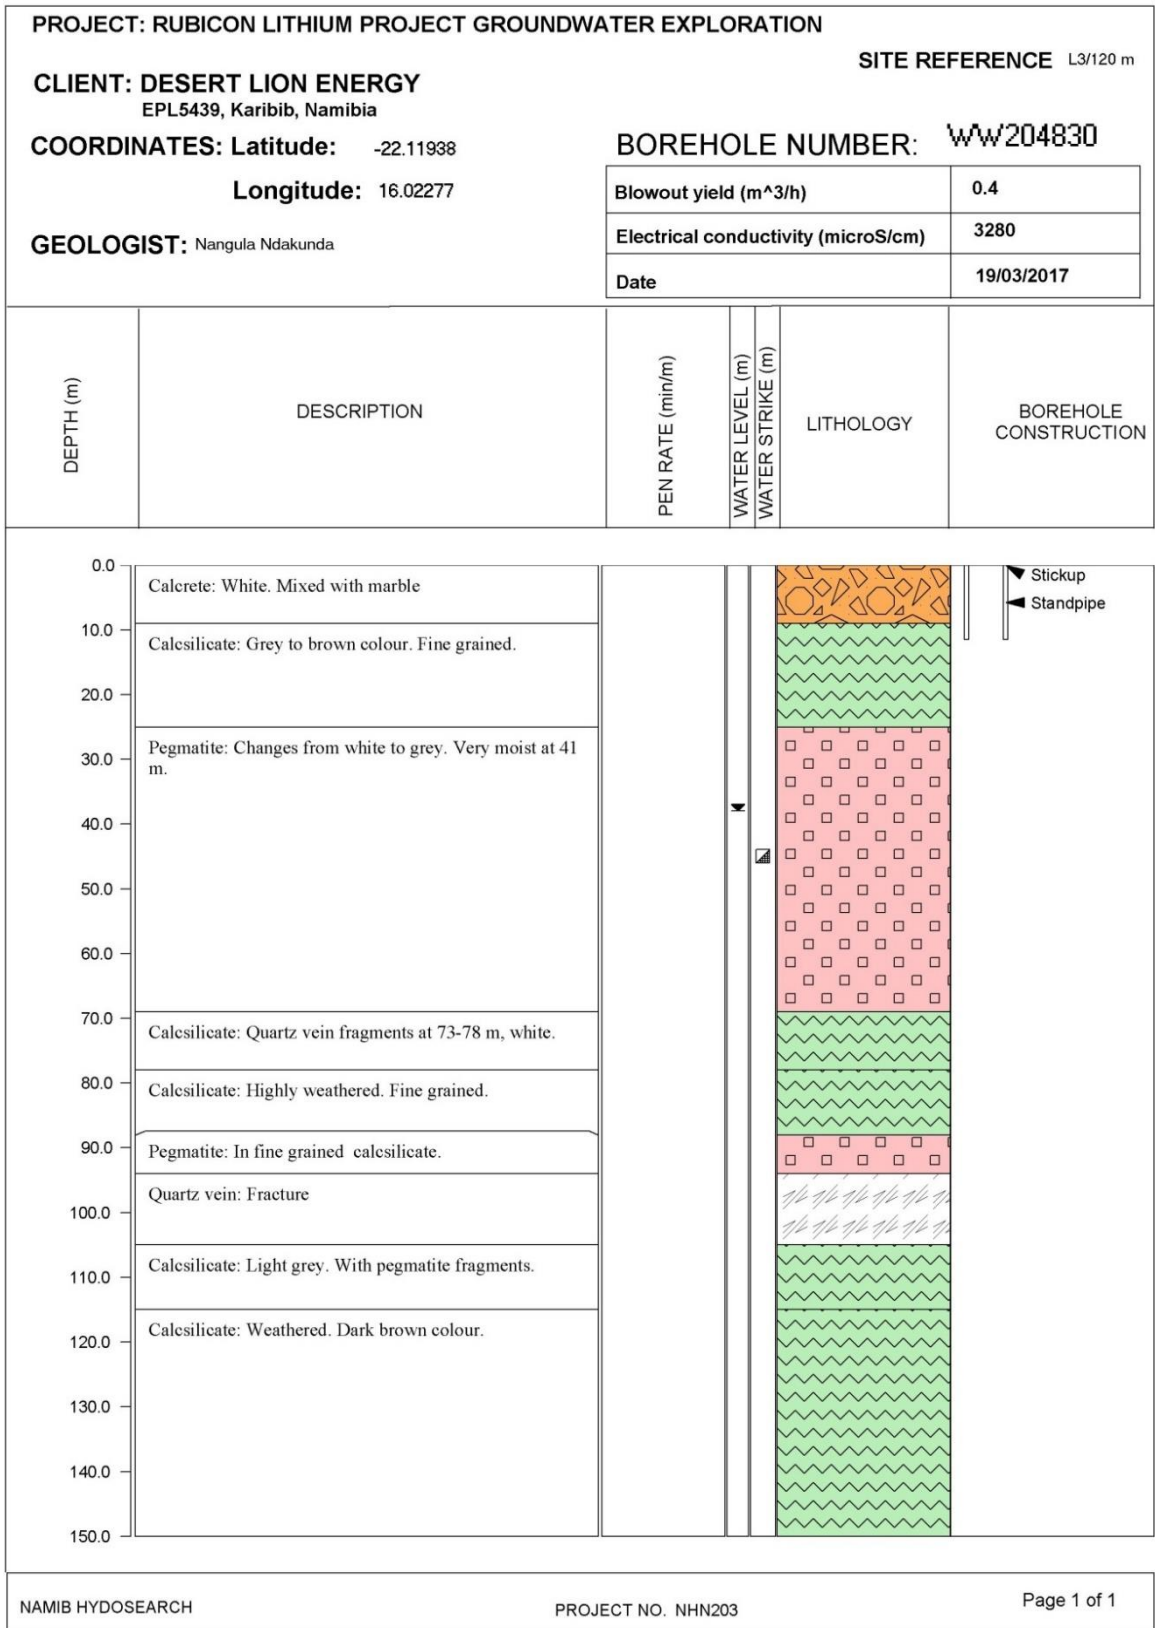 PROJECT: RUBICON LITHIUM PROJECT GROUNDWATER EXPLORATION
SITE REFERENCE L3/120 m
CLIENT: DESERT LION ENERGY
EPL5439, Karibib, Namibia
COORDINATES: Latitude: -22.11938
BOREHOLE NUMBER: WW204830
Longitude: 16.02277
Blowout yield (m^3/h) 0.4
GEOLOGIST: Nangula Ndakunda
Electrical conductivity (microS/cm) 3280
Date 19/03/2017
DEPTH (m)
DESCRIPTION
PEN RATE (min/m)
WATER LEVEL (m)
WATER STRIKE (m)
LITHOLOGY
BOREHOLE
CONSTRUCTION
0.0
Calcrete: White. Mixed with marble
Stickup
Standpipe
10.0
Calcsilicate: Grey to brown colour. Fine grained.
20.0
Pegmatite: Changes from white to grey. Very moist at 41
m.
30.0
40.0
50.0
60.0
70.0
Calcsilicate: Quartz vein fragments at 73-78 m, white.
80.0
Calcsilicate: Highly weathered. Fine grained.
90.0
Pegmatite: In fine grained calcsilicate.
Quartz vein: Fracture
100.0
Calcsilicate: Light grey. With pegmatite fragments.
110.0
Calcsilicate: Weathered. Dark brown colour.
120.0
130.0
140.0
150.0
NAMIB HYDOSEARCH
PROJECT NO. NHN203
Page 1 of 1